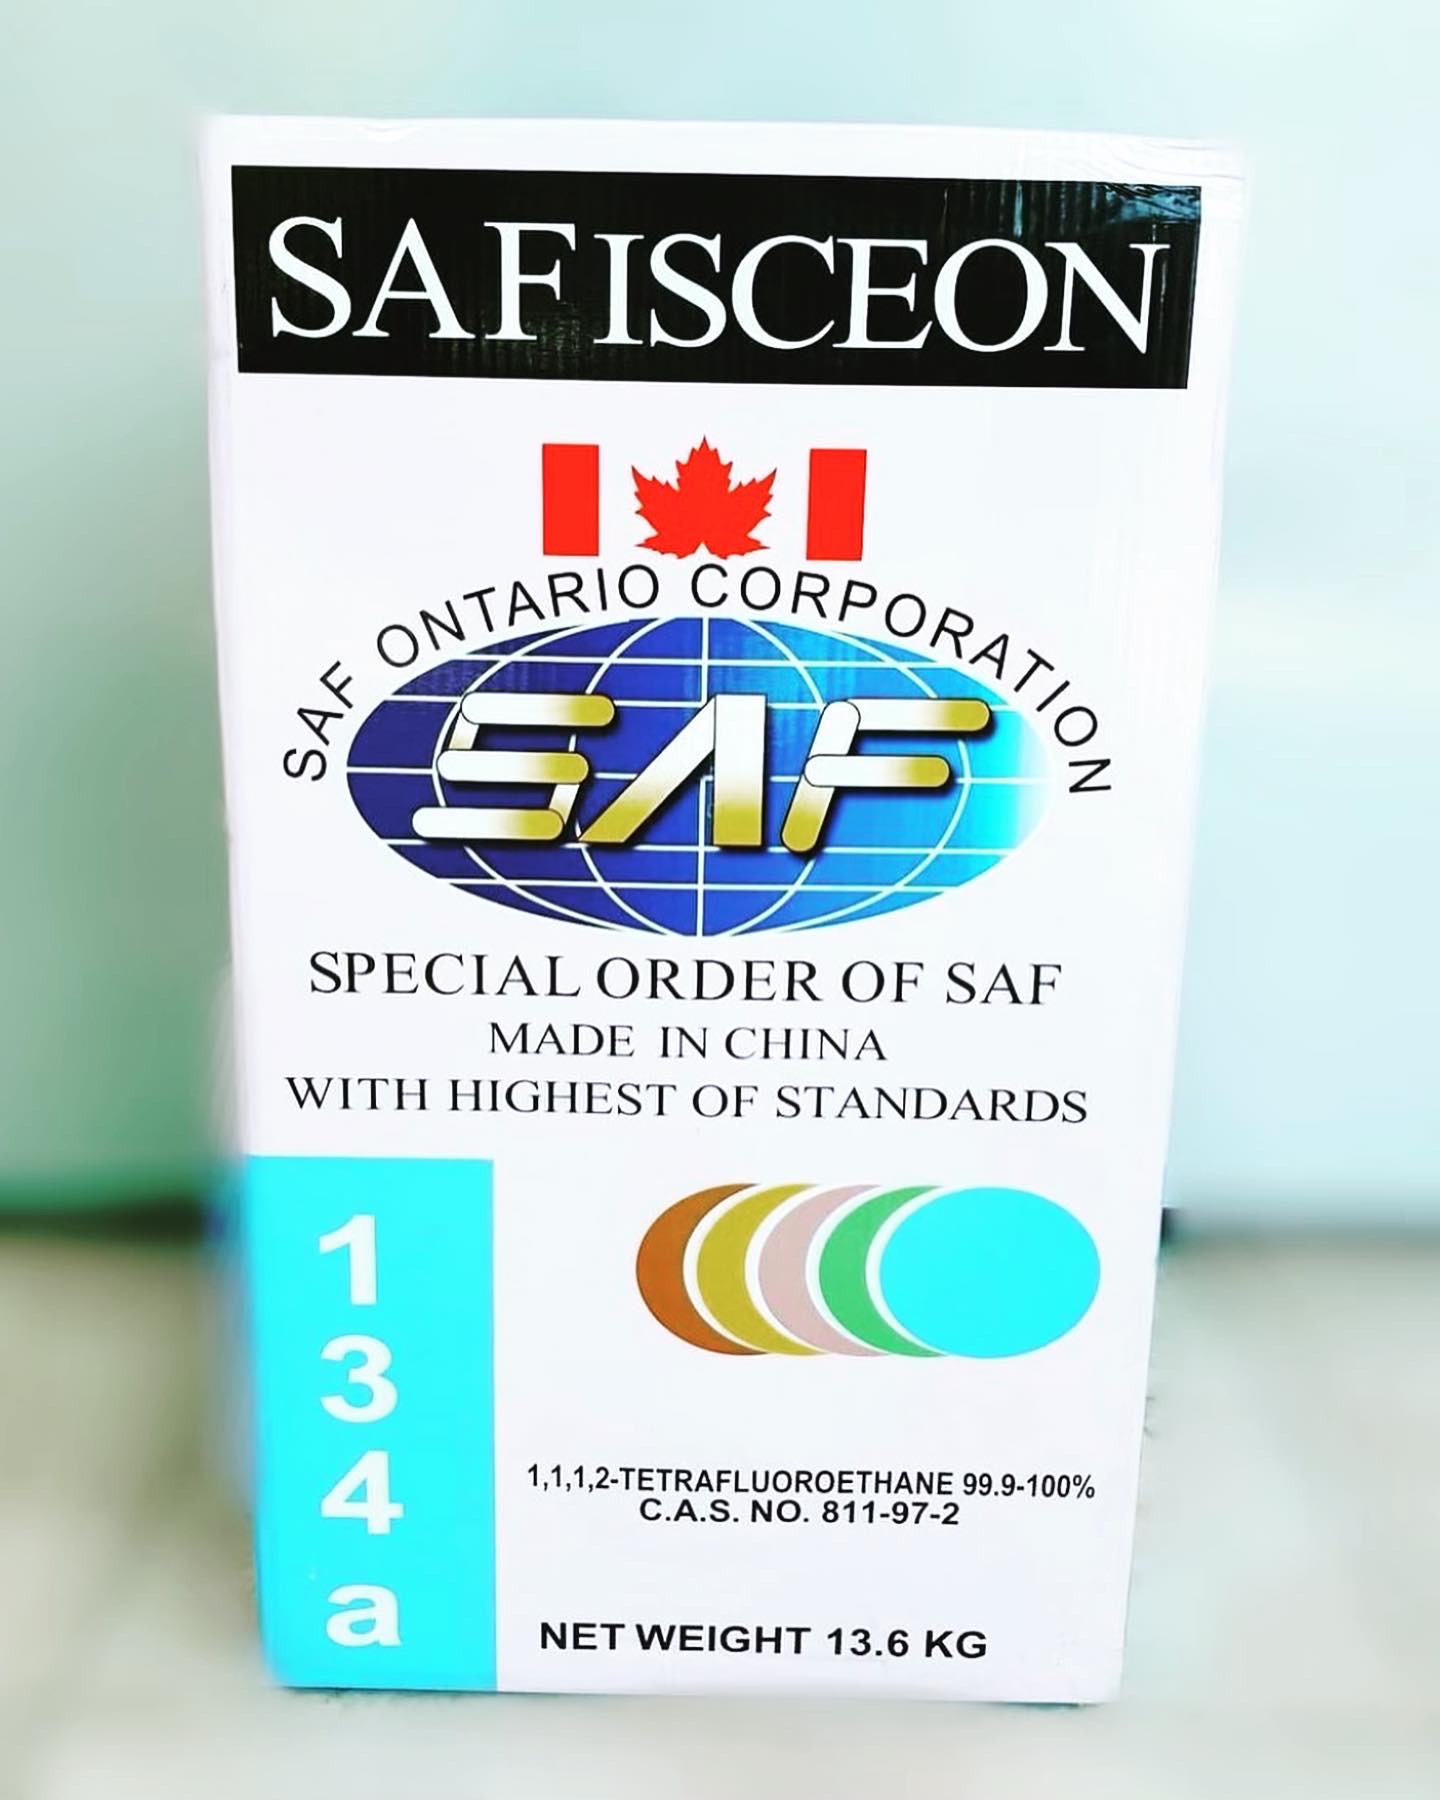 SAFISCEON
SAF ONTARIO CORPORATION
SAF
SPECIAL ORDER OF SAF
MADE IN CHINA
WITH HIGHEST OF STANDARDS
1
3
4
a
1,1,1,2-TETRAFLUOROETHANE 99.9-100%
C.A.S. NO. 811-97-2
NET WEIGHT 13.6 KG